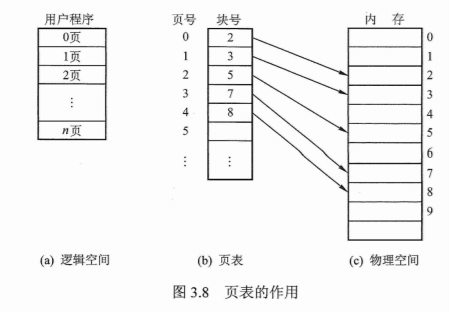 用户程序
0页
1页
2页
⋮
n页
(a) 逻辑空间
页号 块号
0 2
1 3
2 5
3 7
4 8
5
⋮ ⋮
(b) 页表
内 存
0
1
2
3
4
5
6
7
8
9
(c) 物理空间
图 3.8 页表的作用